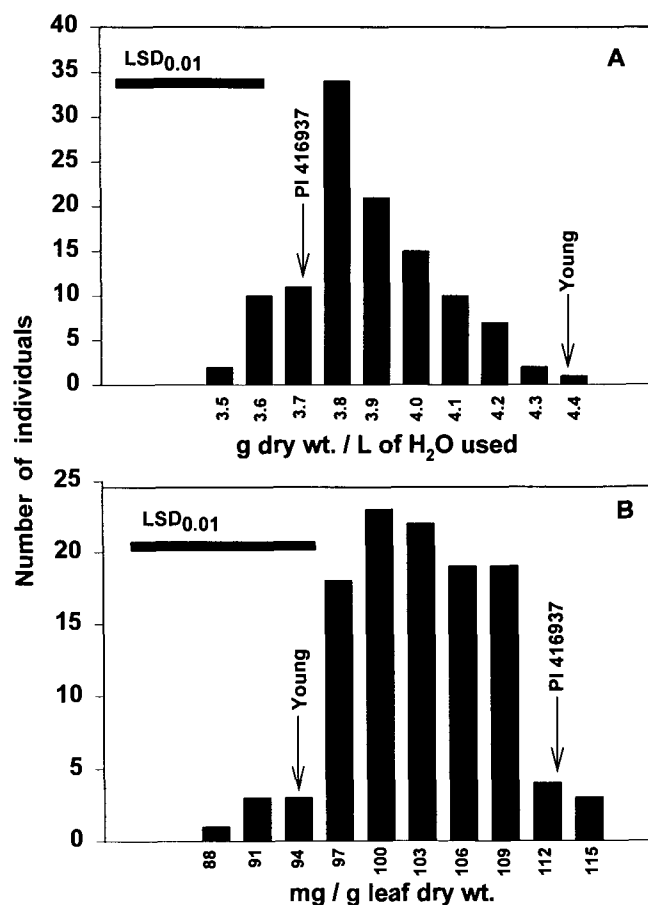 Number of individuals
A
40
35
30
25
20
15
10
5
0
LSD0.01
PI 416937
Young
3.5 3.6 3.7 3.8 3.9 4.0 4.1 4.2 4.3 4.4
g dry wt. / L of H2O used
B
25
20
15
10
5
0
LSD0.01
Young
PI 416937
88 91 94 97 100 103 106 109 112 115
mg / g leaf dry wt.